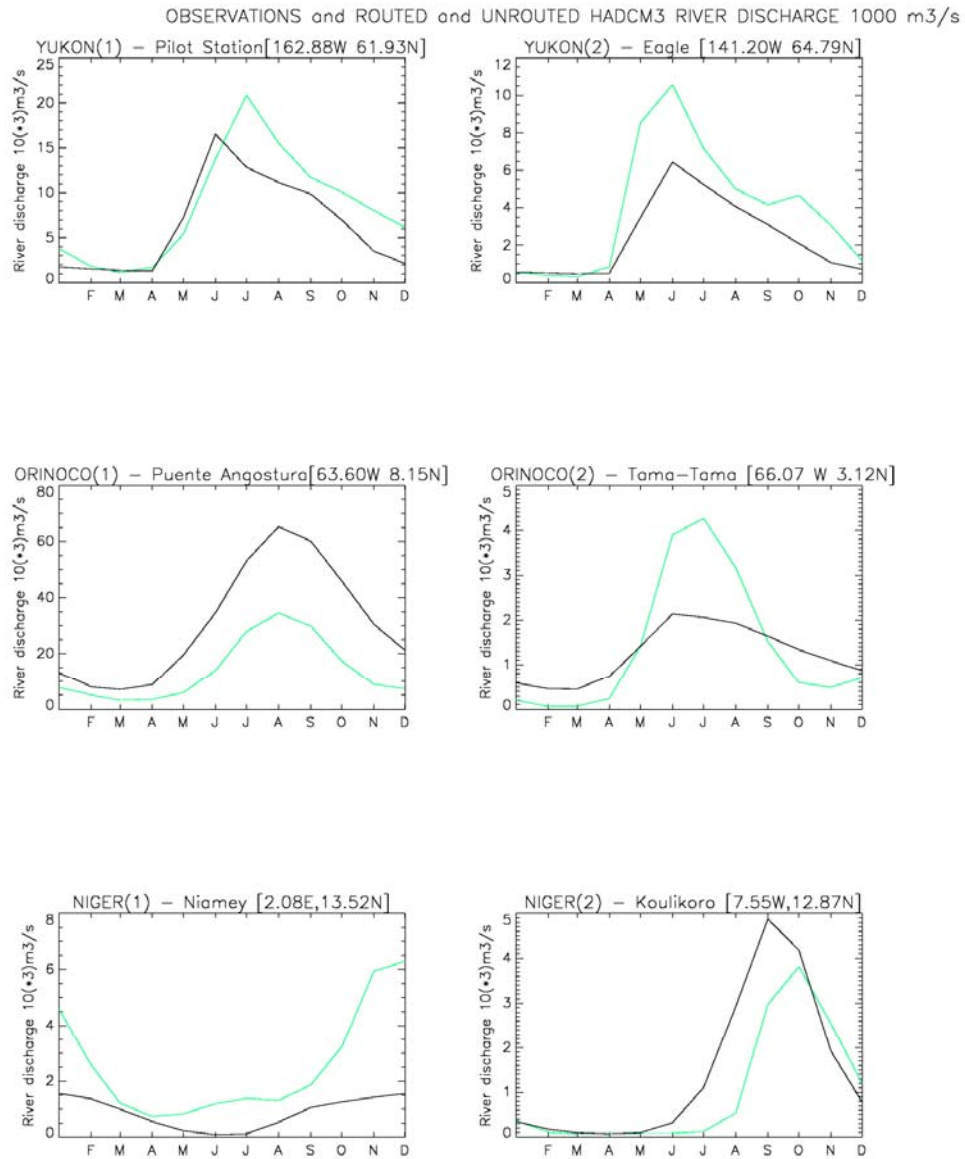 OBSERVATIONS and ROUTED and UNROUTED HADCM3 RIVER DISCHARGE 1000 m3/s
YUKON(1) – Pilot Station[162.88W 61.93N]
River discharge 10(*3)m3/s
25
20
15
10
5
0
F M A M J J A S O N D
YUKON(2) – Eagle [141.20W 64.79N]
River discharge 10(*3)m3/s
12
10
8
6
4
2
0
F M A M J J A S O N D
ORINOCO(1) – Puente Angostura[63.60W 8.15N]
River discharge 10(*3)m3/s
80
60
40
20
0
F M A M J J A S O N D
ORINOCO(2) – Tama-Tama [66.07 W 3.12N]
River discharge 10(*3)m3/s
5
4
3
2
1
0
F M A M J J A S O N D
NIGER(1) – Niamey [2.08E,13.52N]
River discharge 10(*3)m3/s
8
6
4
2
0
F M A M J J A S O N D
NIGER(2) – Koulikoro [7.55W,12.87N]
River discharge 10(*3)m3/s
5
4
3
2
1
0
F M A M J J A S O N D